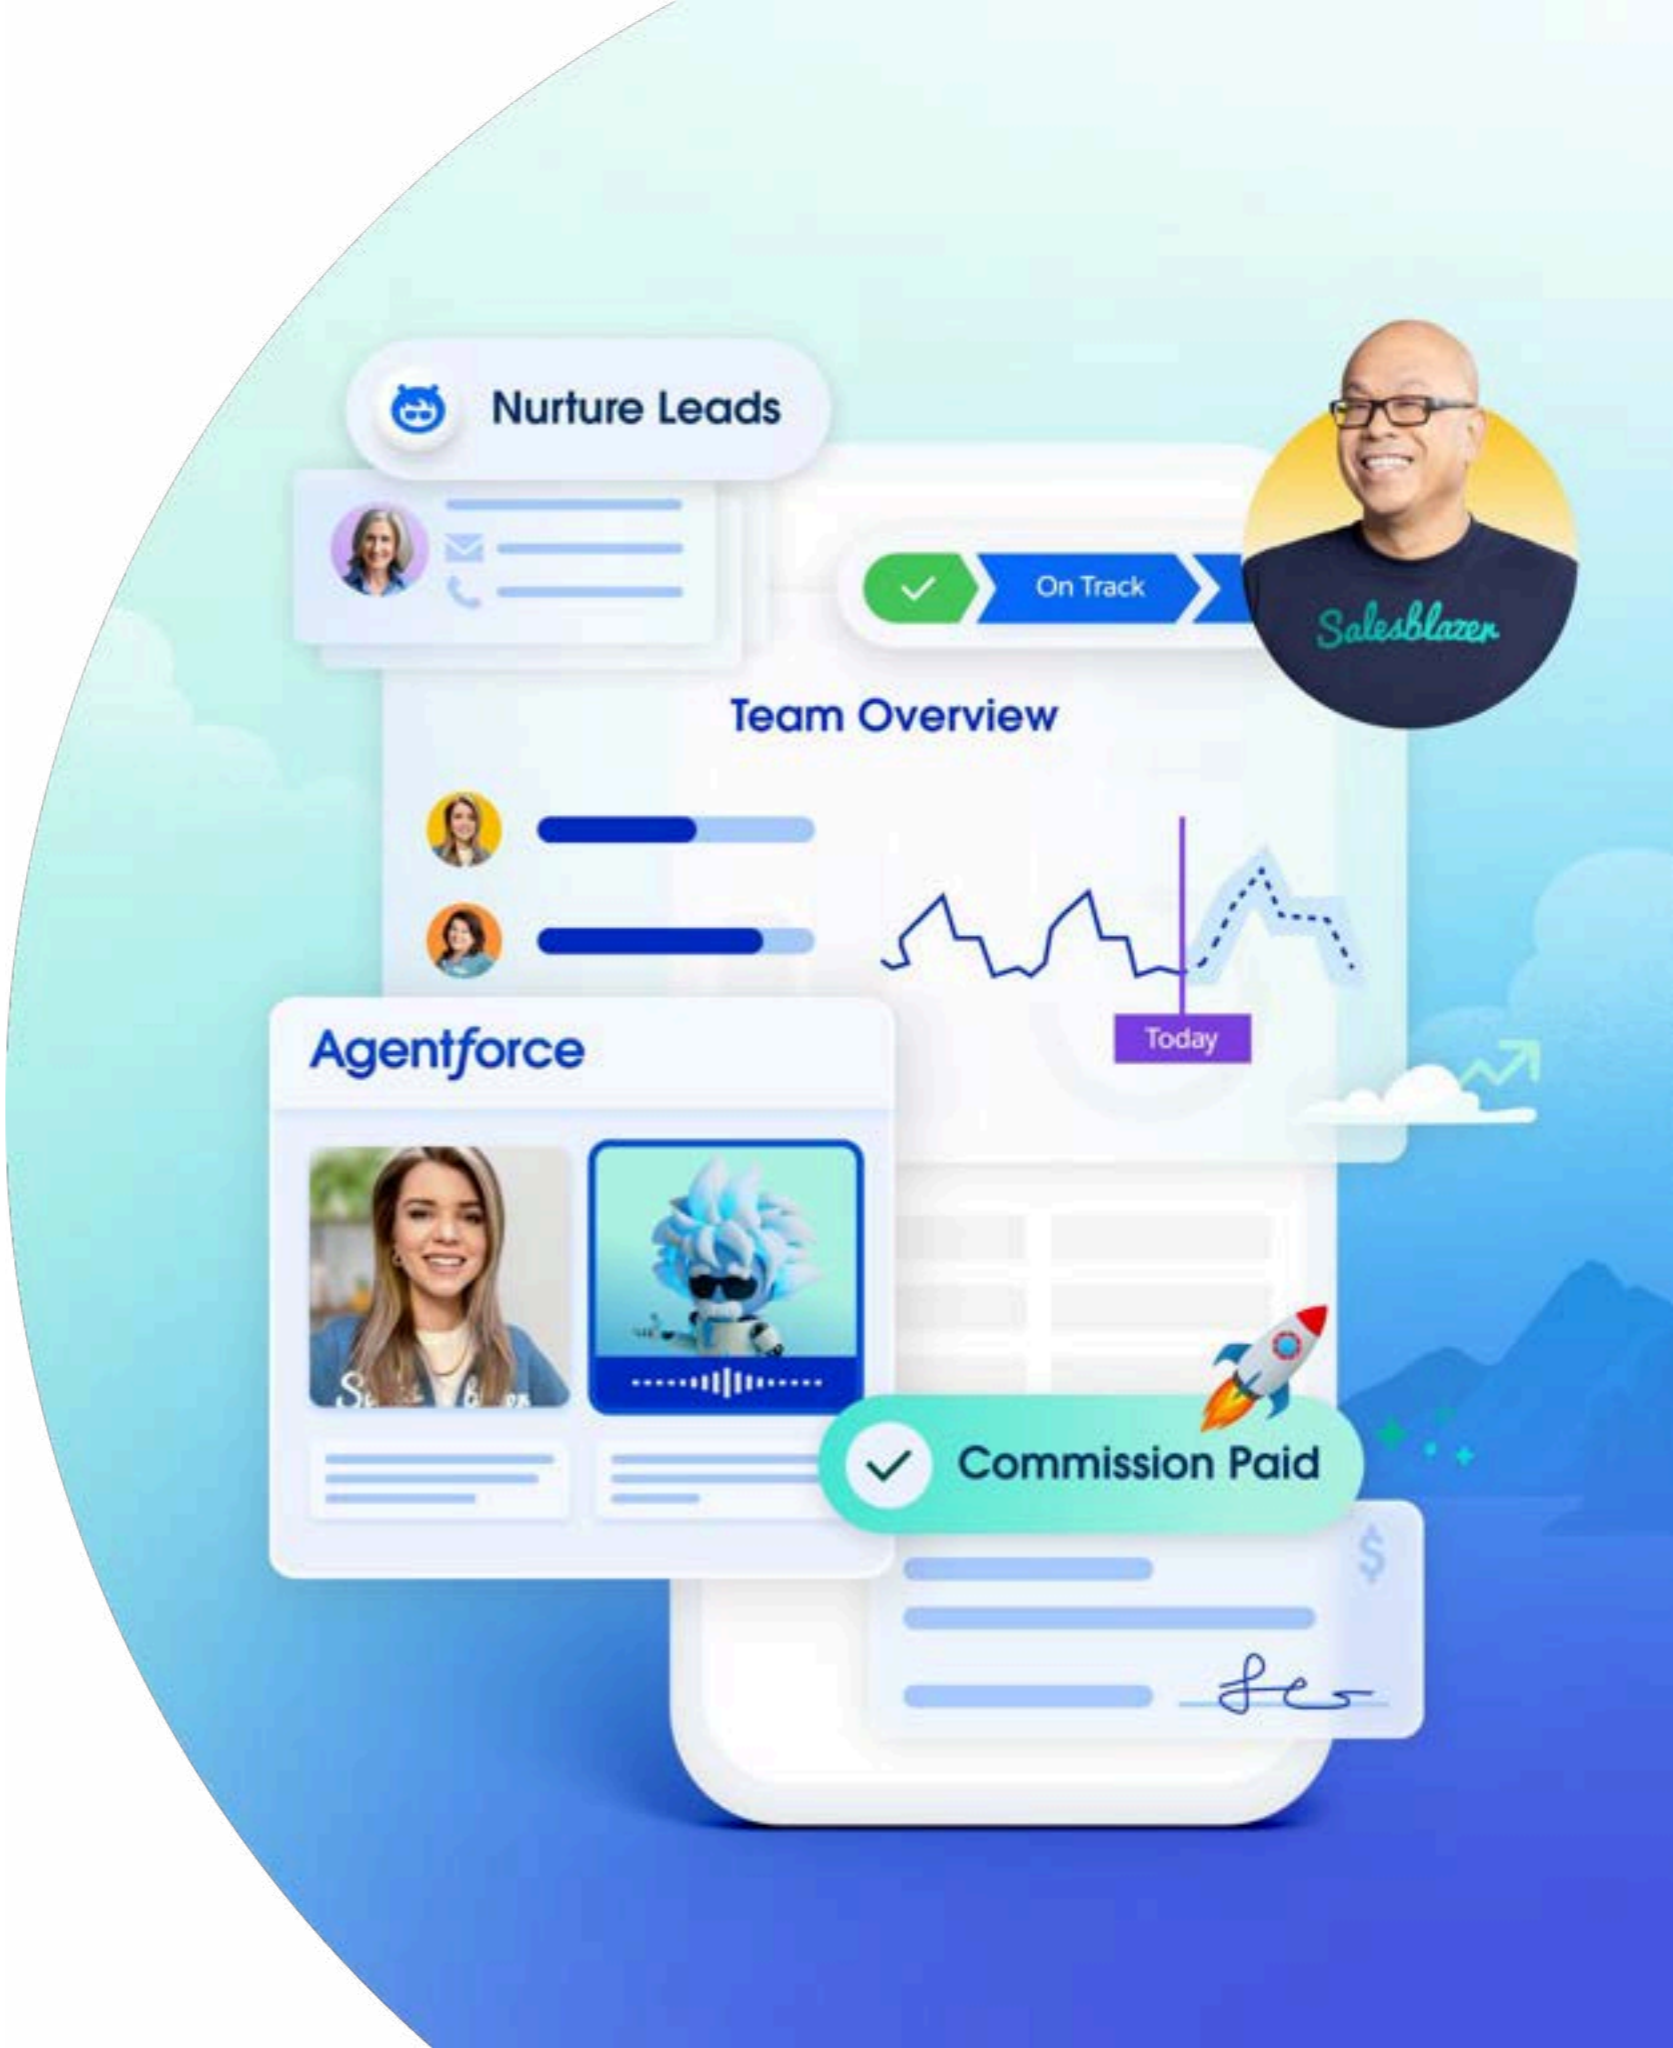 Nurture Leads
On Track
Salesblazer
Team Overview
Today
Agentforce
Commission Paid
$